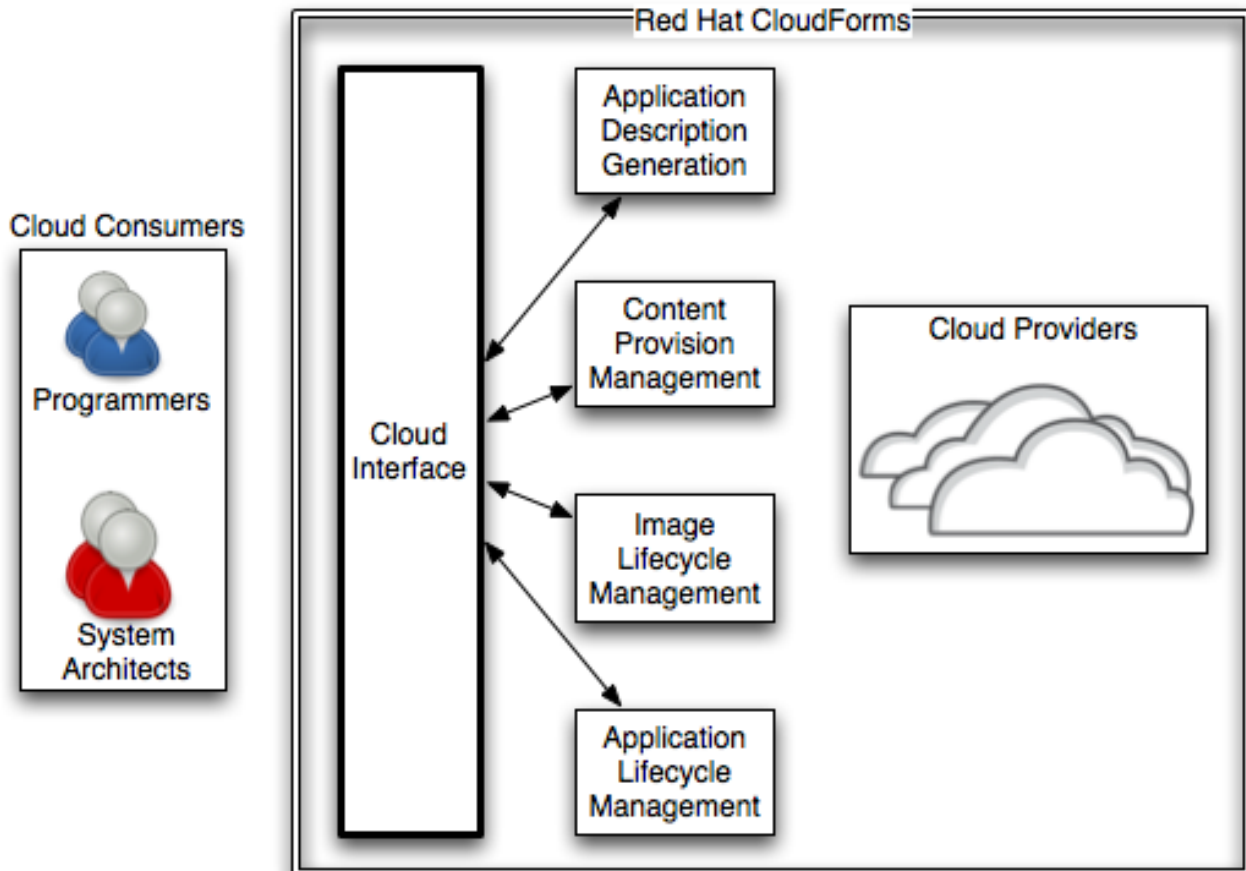 Red Hat CloudForms
Cloud Consumers
Programmers
System
Architects
Cloud
Interface
Application
Description
Generation
Content
Provision
Management
Image
Lifecycle
Management
Application
Lifecycle
Management
Cloud Providers